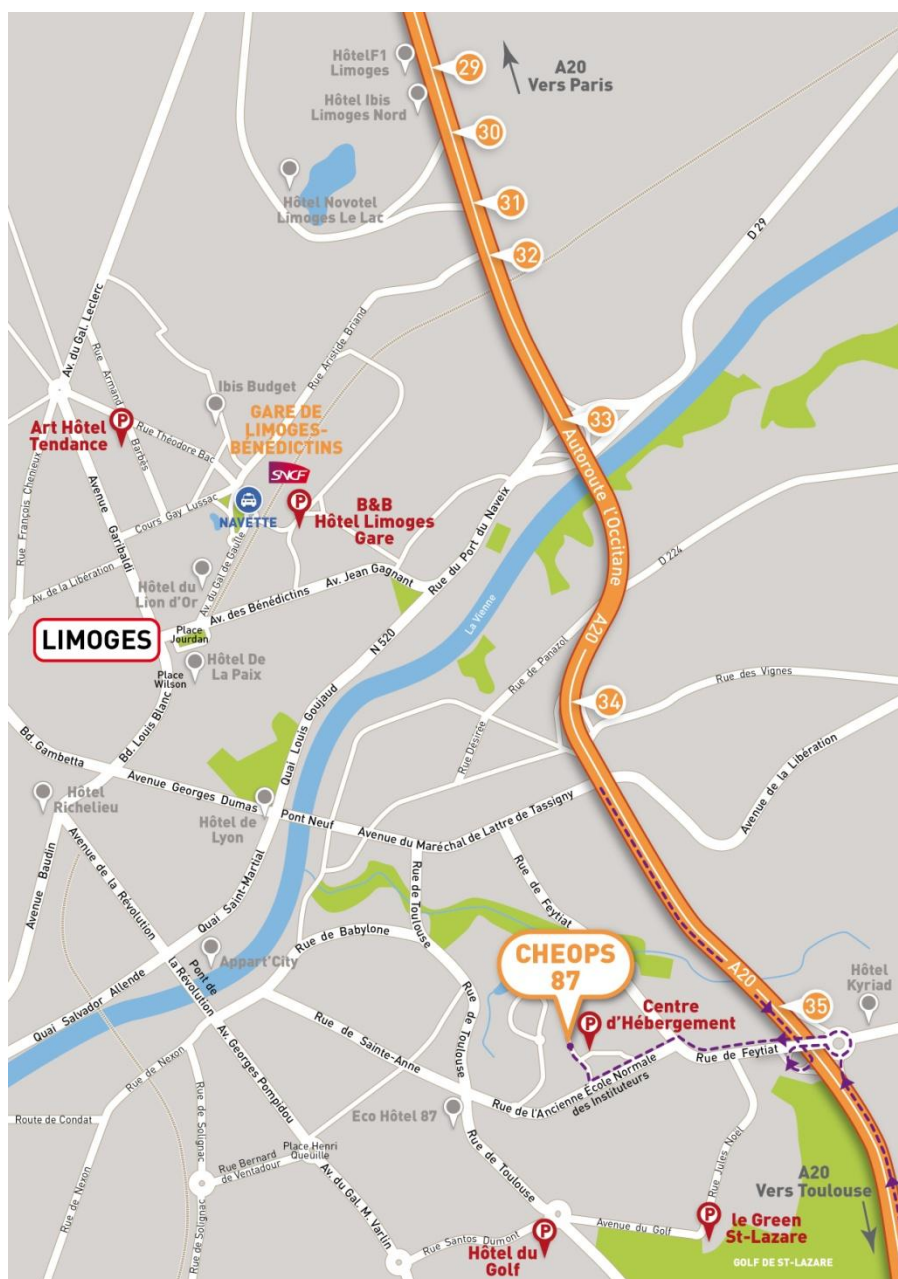 HôtelF1
Limoges
29
A20
Vers Paris
Hôtel Ibis
Limoges Nord
30
Hôtel Novotel
Limoges Le Lac
31
32
D 29
Av. du Gal. Leclerc
Rue Armand Barbès
Rue Aristide Briand
Ibis Budget
GARE DE
LIMOGES-
BÉNÉDICTINS
SNCF
P
Art Hôtel
Tendance
Rue Théodore Bac
33
Autoroute l'Occitane
Rue François Chenieux
Avenue Garibaldi
Cours Gay Lussac
NAVETTE
P
B&B
Hôtel Limoges
Gare
Rue du Port du Naveix
D 224
Av. de la Libération
Hôtel du
Lion d'Or
Av. du Gal de Gaulle
Av. Jean Gagnant
Av. des Bénédictins
La Vienne
A20
LIMOGES
Place
Jourdan
N 520
Hôtel De
La Paix
Place
Wilson
Rue de Panazol
Rue des Vignes
34
Bd. Louis Blanc
Quai Louis Goujaud
Rue Désirée
Bd. Gambetta
Avenue Georges Dumas
Avenue de la Libération
Hôtel
Richelieu
Hôtel de
Lyon
Pont Neuf
Avenue du Maréchal de Lattre de Tassigny
Avenue Baudin
Avenue de la Révolution
Quai Saint-Martial
Rue de Toulouse
Rue de Feytiat
Rue de Babylone
Appart'City
CHEOPS
87
A20
Hôtel
Kyriad
35
Quai Salvador Allende
Pont de
la Révolution
P
Centre
d'Hébergement
Rue de Toulouse
Rue de Sainte-Anne
Rue de Feytiat
Rue de Nexon
Av. Georges Pompidou
Rue de l'Ancienne École Normale
des Instituteurs
Route de Condat
Rue de Solignac
Eco Hôtel 87
Rue Jules Noel
Place Henri
Queuille
Rue Bernard
de Ventadour
Rue de Toulouse
A20
Vers Toulouse
Rue de Nexon
Rue de Solignac
Av. du Gal. M. Varlin
Rue Santos Dumont
P
Hôtel du
Golf
Avenue du Golf
P
le Green
St-Lazare
GOLF DE ST-LAZARE